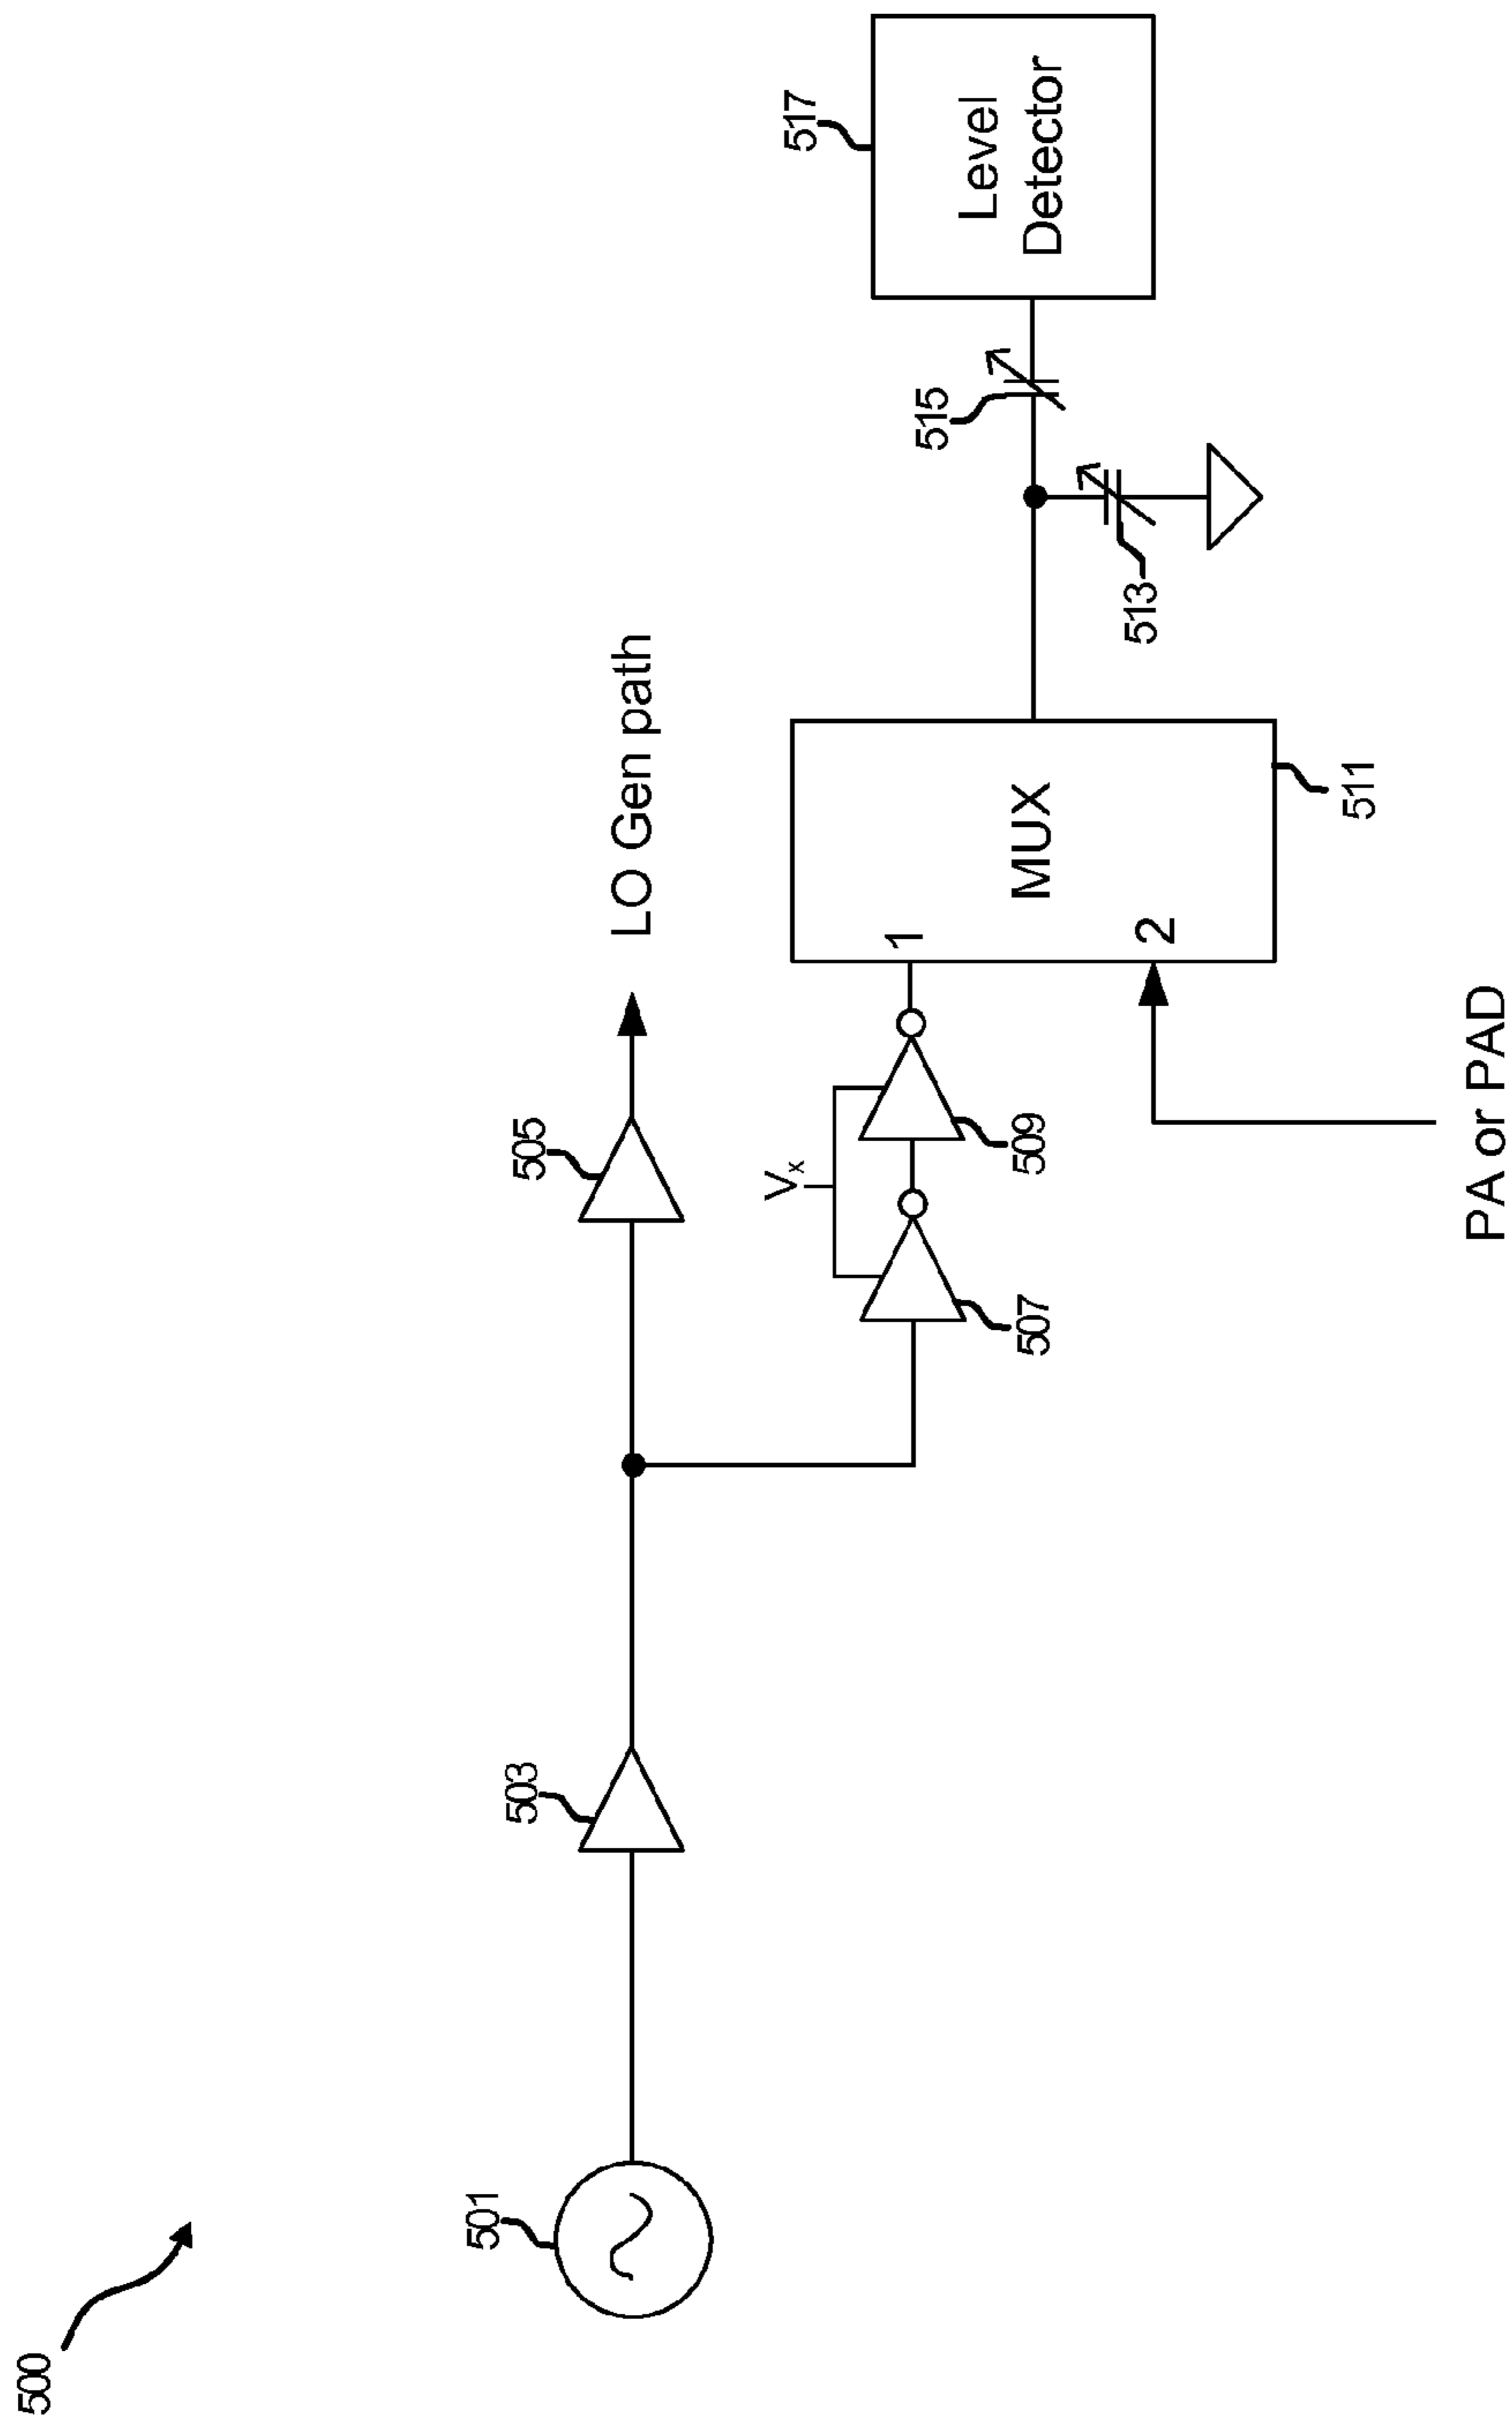 500
501
503
505
LO Gen path
Vx
507
509
1
2
MUX
511
PA or PAD
513
515
517
Level
Detector